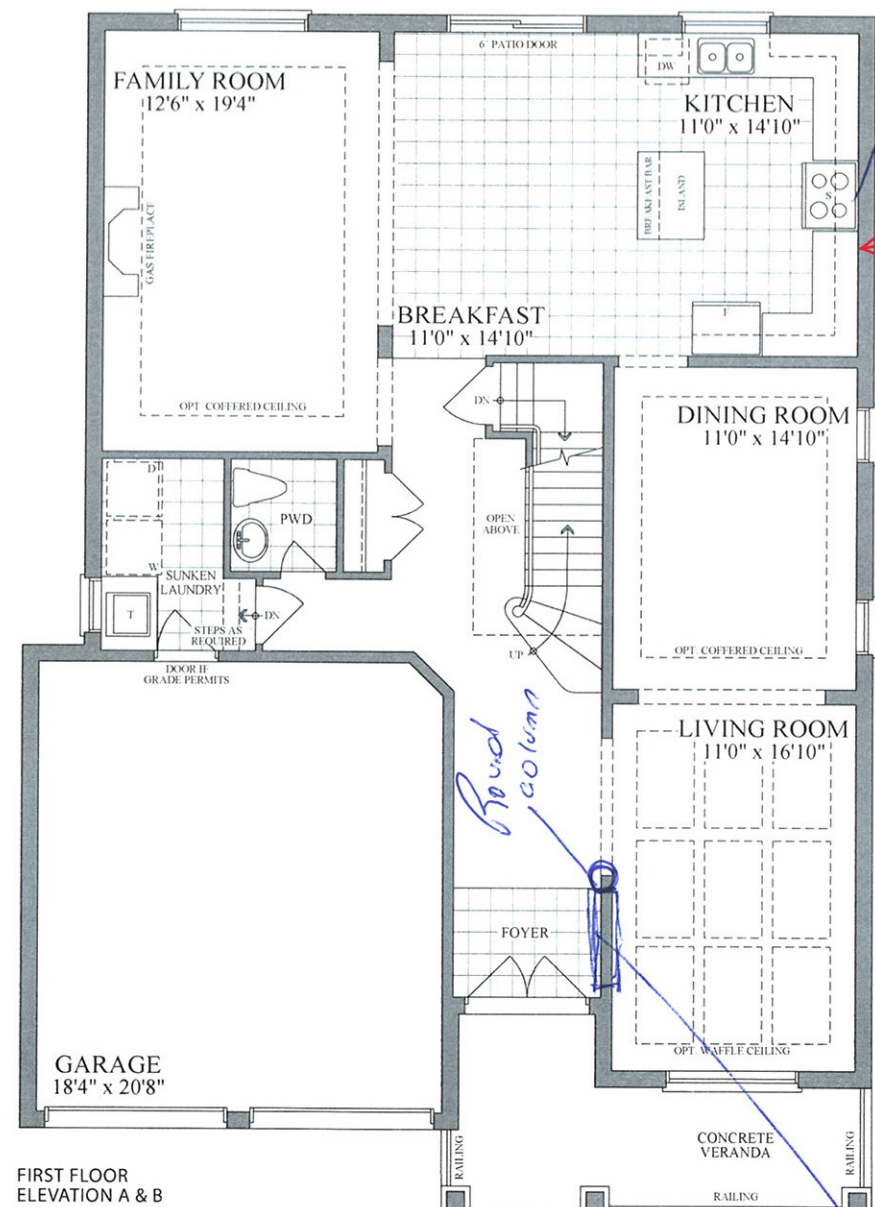 6' PATIO DOOR
FAMILY ROOM
12'6" x 19'4"
DW
KITCHEN
11'0" x 14'10"
GAS FIREPLACE
BREAKFAST BAR
ISLAND
S
BREAKFAST
11'0" x 14'10"
F
OPT. COFFERED CEILING
DN
DINING ROOM
11'0" x 14'10"
D
PWD
OPEN
ABOVE
W
SUNKEN
LAUNDRY
T
DN
STEPS AS
REQUIRED
UP
OPT. COFFERED CEILING
DOOR IF
GRADE PERMITS
Round
column
LIVING ROOM
11'0" x 16'10"
FOYER
OPT. WAFFLE CEILING
GARAGE
18'4" x 20'8"
CONCRETE
VERANDA
RAILING
RAILING
RAILING
FIRST FLOOR
ELEVATION A & B